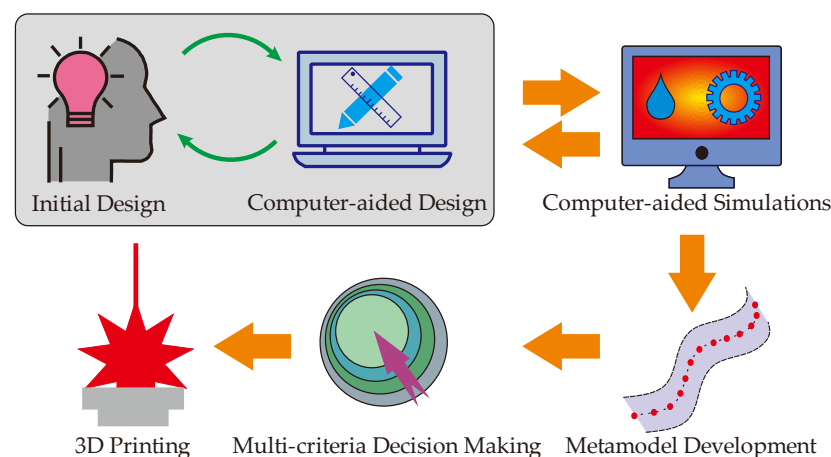 Initial Design
Computer-aided Design
Computer-aided Simulations
3D Printing
Multi-criteria Decision Making
Metamodel Development